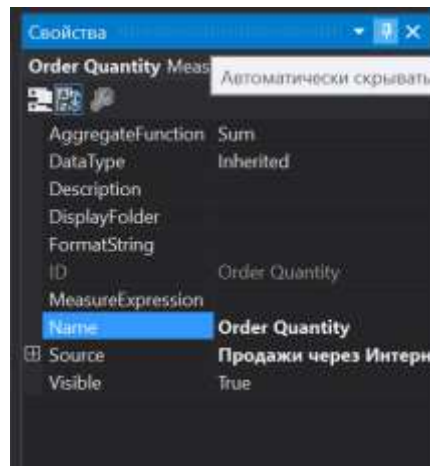 Свойства
Order Quantity Meas
Автоматически скрывать
AggregateFunction Sum
DataType Inherited
Description
DisplayFolder
FormatString
ID Order Quantity
MeasureExpression
Name Order Quantity
Source Продажи через Интерн
Visible True